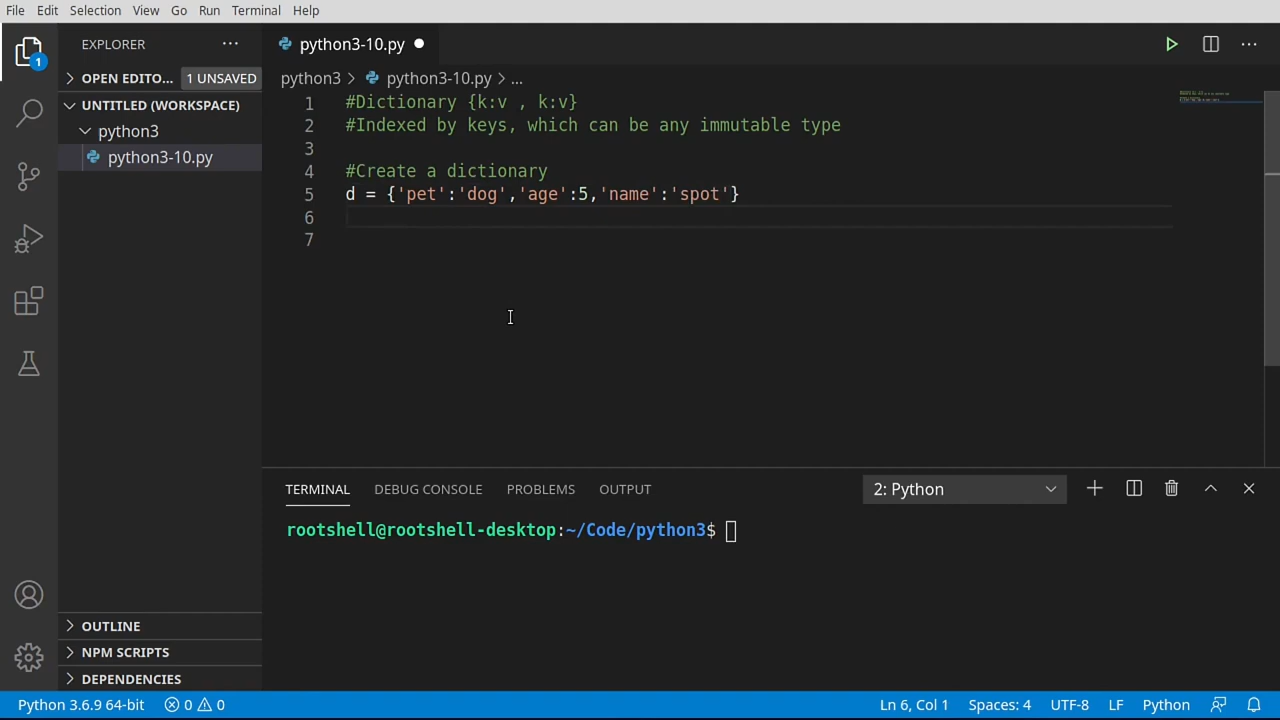 File Edit Selection View Go Run Terminal Help
EXPLORER ...
python3-10.py
1
OPEN EDITO... 1 UNSAVED
python3 > python3-10.py > ...
UNTITLED (WORKSPACE)
python3
python3-10.py
1 #Dictionary {k:v , k:v}
2 #Indexed by keys, which can be any immutable type
3
4 #Create a dictionary
5 d = {'pet':'dog','age':5,'name':'spot'}
6
7
TERMINAL DEBUG CONSOLE PROBLEMS OUTPUT 2: Python
rootshell@rootshell-desktop:~/Code/python3$
OUTLINE
NPM SCRIPTS
DEPENDENCIES
Python 3.6.9 64-bit 0 0 Ln 6, Col 1 Spaces: 4 UTF-8 LF Python